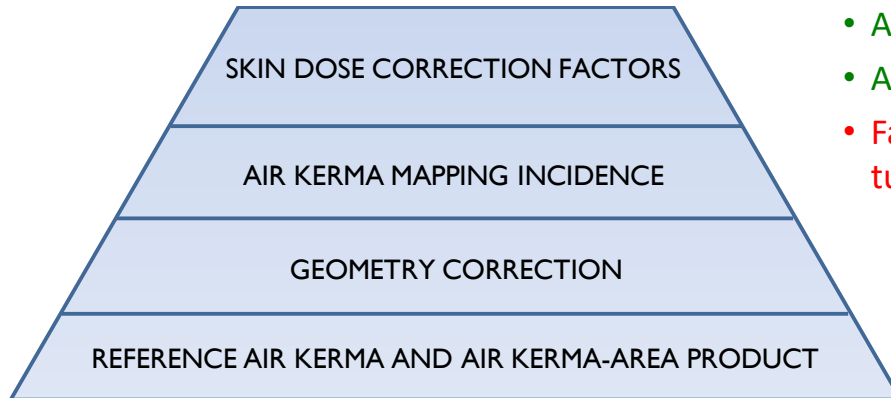 SKIN DOSE CORRECTION FACTORS
AIR KERMA MAPPING INCIDENCE
GEOMETRY CORRECTION
REFERENCE AIR KERMA AND AIR KERMA-AREA PRODUCT
• A
• A
•